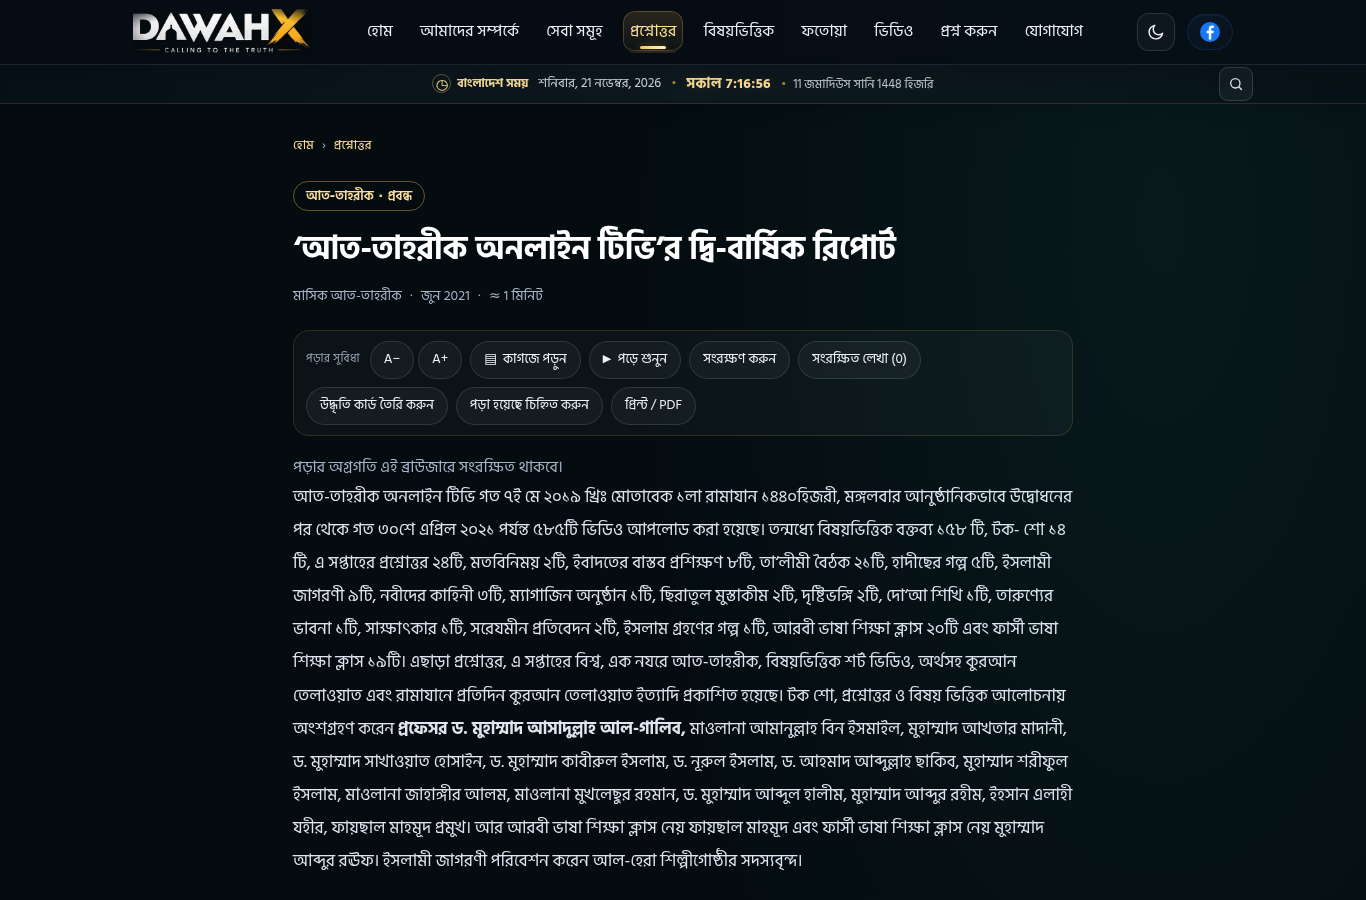 DAWAHX
CALLING TO THE TRUTH
হোম আমাদের সম্পর্কে সেবা সমূহ প্রশ্নোত্তর বিষয়ভিত্তিক ফতোয়া ভিডিও প্রশ্ন করুন যোগাযোগ
বাংলাদেশ সময় শনিবার, 21 নভেম্বর, 2026 • সকাল 7:16:56 • 11 জমাদিউস সানি 1448 হিজরি
হোম › প্রশ্নোত্তর
আত-তাহরীক · প্রবন্ধ
‘আত-তাহরীক অনলাইন টিভি’র দ্বি-বার্ষিক রিপোর্ট
মাসিক আত-তাহরীক · জুন 2021 · ≈ 1 মিনিট
পড়ার সুবিধা A− A+ ▤ কাগজে পড়ুন ► পড়ে শুনুন সংরক্ষণ করুন সংরক্ষিত লেখা (0)
উদ্ধৃতি কার্ড তৈরি করুন পড়া হয়েছে চিহ্নিত করুন প্রিন্ট / PDF
পড়ার অগ্রগতি এই ব্রাউজারে সংরক্ষিত থাকবে।
আত-তাহরীক অনলাইন টিভি গত ৭ই মে ২০১৯ খ্রিঃ মোতাবেক ১লা রামাযান ১৪৪০হিজরী, মঙ্গলবার আনুষ্ঠানিকভাবে উদ্বোধনের
পর থেকে গত ৩০শে এপ্রিল ২০২১ পর্যন্ত ৫৮৫টি ভিডিও আপলোড করা হয়েছে। তন্মধ্যে বিষয়ভিত্তিক বক্তব্য ১৫৮ টি, টক- শো ১৪
টি, এ সপ্তাহের প্রশ্নোত্তর ২৪টি, মতবিনিময় ২টি, ইবাদতের বাস্তব প্রশিক্ষণ ৮টি, তা‘লীমী বৈঠক ২১টি, হাদীছের গল্প ৫টি, ইসলামী
জাগরণী ৯টি, নবীদের কাহিনী ৩টি, ম্যাগাজিন অনুষ্ঠান ১টি, ছিরাতুল মুস্তাকীম ২টি, দৃষ্টিভঙ্গি ২টি, দো‘আ শিখি ১টি, তারুণ্যের
ভাবনা ১টি, সাক্ষাৎকার ১টি, সরেযমীন প্রতিবেদন ২টি, ইসলাম গ্রহণের গল্প ১টি, আরবী ভাষা শিক্ষা ক্লাস ২০টি এবং ফার্সী ভাষা
শিক্ষা ক্লাস ১৯টি। এছাড়া প্রশ্নোত্তর, এ সপ্তাহের বিশ্ব, এক নযরে আত-তাহরীক, বিষয়ভিত্তিক শর্ট ভিডিও, অর্থসহ কুরআন
তেলাওয়াত এবং রামাযানে প্রতিদিন কুরআন তেলাওয়াত ইত্যাদি প্রকাশিত হয়েছে। টক শো, প্রশ্নোত্তর ও বিষয় ভিত্তিক আলোচনায়
অংশগ্রহণ করেন প্রফেসর ড. মুহাম্মাদ আসাদুল্লাহ আল-গালিব, মাওলানা আমানুল্লাহ বিন ইসমাইল, মুহাম্মাদ আখতার মাদানী,
ড. মুহাম্মাদ সাখাওয়াত হোসাইন, ড. মুহাম্মাদ কাবীরুল ইসলাম, ড. নূরুল ইসলাম, ড. আহমাদ আব্দুল্লাহ ছাকিব, মুহাম্মাদ শরীফুল
ইসলাম, মাওলানা জাহাঙ্গীর আলম, মাওলানা মুখলেছুর রহমান, ড. মুহাম্মাদ আব্দুল হালীম, মুহাম্মাদ আব্দুর রহীম, ইহসান এলাহী
যহীর, ফায়ছাল মাহমূদ প্রমুখ। আর আরবী ভাষা শিক্ষা ক্লাস নেয় ফায়ছাল মাহমূদ এবং ফার্সী ভাষা শিক্ষা ক্লাস নেয় মুহাম্মাদ
আব্দুর রঊফ। ইসলামী জাগরণী পরিবেশন করেন আল-হেরা শিল্পীগোষ্ঠীর সদস্যবৃন্দ।